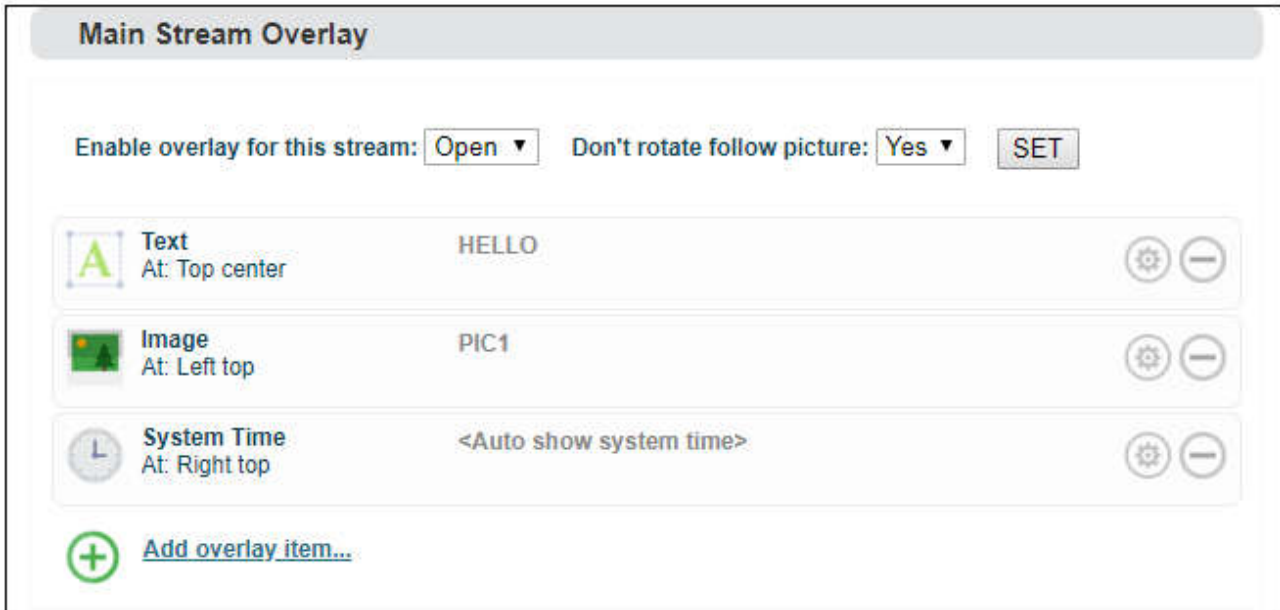 Main Stream Overlay
Enable overlay for this stream: Open ▼ Don't rotate follow picture: Yes ▼ SET
A Text HELLO
At: Top center
Image PIC1
At: Left top
System Time <Auto show system time>
At: Right top
Add overlay item...